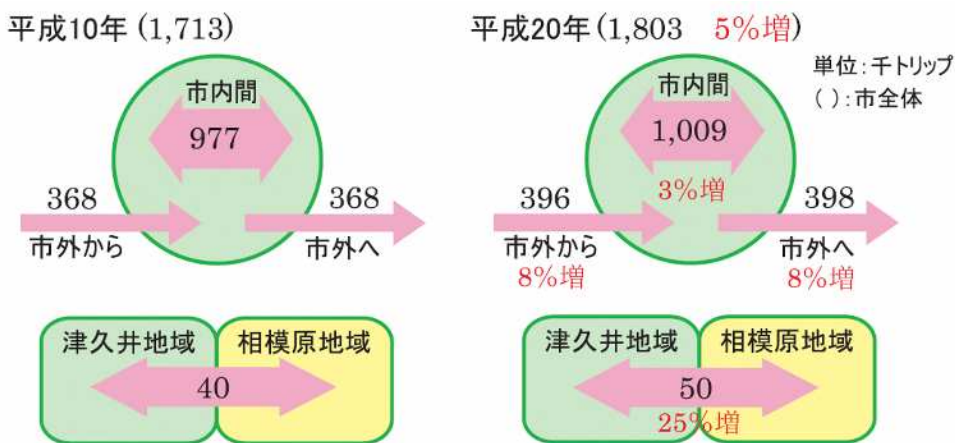 平成10年 (1,713)
市内間
977
368
市外から
368
市外へ
津久井地域
相模原地域
40
平成20年 (1,803 5%増)
単位:千トリップ
( ):市全体
市内間
1,009
3%増
396
市外から
8%増
398
市外へ
8%増
津久井地域
相模原地域
50
25%増